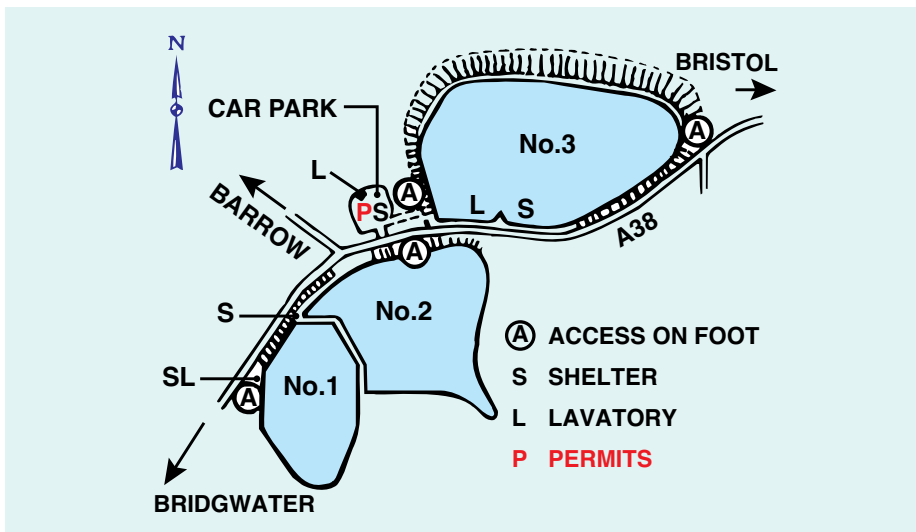 N
BRISTOL
CAR PARK
A
No.3
L
A
PS
L S
BARROW
A38
A
S
No.2
A ACCESS ON FOOT
SL
No.1
S SHELTER
A
L LAVATORY
P PERMITS
BRIDGWATER